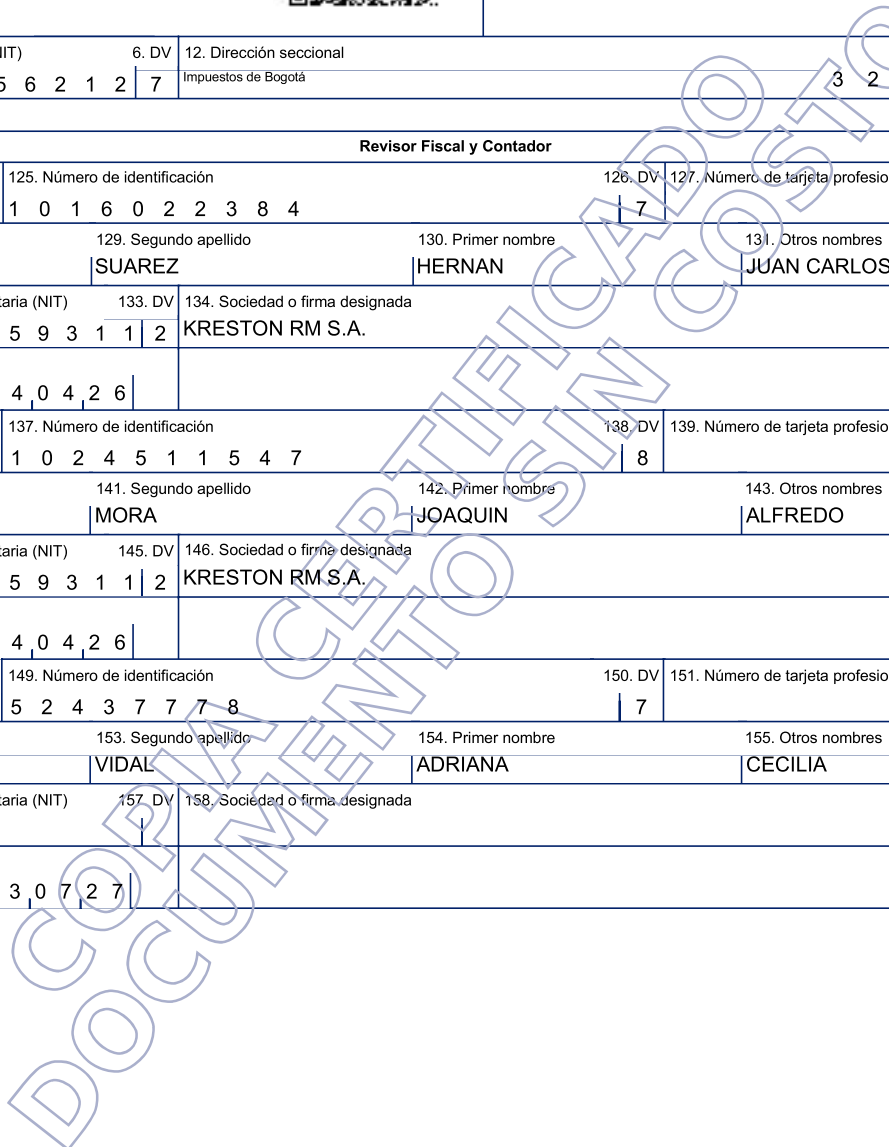 NIT) 6. DV 12. Dirección seccional
5 6 2 1 2 7 Impuestos de Bogotá 3 2
Revisor Fiscal y Contador
125. Número de identificación 126. DV 127. Número de tarjeta profesio
1 0 1 6 0 2 2 3 8 4 7
129. Segundo apellido 130. Primer nombre 131. Otros nombres
SUAREZ HERNAN JUAN CARLOS
taria (NIT) 133. DV 134. Sociedad o firma designada
5 9 3 1 1 2 KRESTON RM S.A.
4 0 4 2 6
137. Número de identificación 138. DV 139. Número de tarjeta profesio
1 0 2 4 5 1 1 5 4 7 8
141. Segundo apellido 142. Primer nombre 143. Otros nombres
MORA JOAQUIN ALFREDO
taria (NIT) 145. DV 146. Sociedad o firma designada
5 9 3 1 1 2 KRESTON RM S.A.
4 0 4 2 6
149. Número de identificación 150. DV 151. Número de tarjeta profesio
5 2 4 3 7 7 7 8 7
153. Segundo apellido 154. Primer nombre 155. Otros nombres
VIDAL ADRIANA CECILIA
taria (NIT) 157. DV 158. Sociedad o firma designada
3 0 7 2 7
COPIA CERTIFICADO
DOCUMENTO SIN COSTO